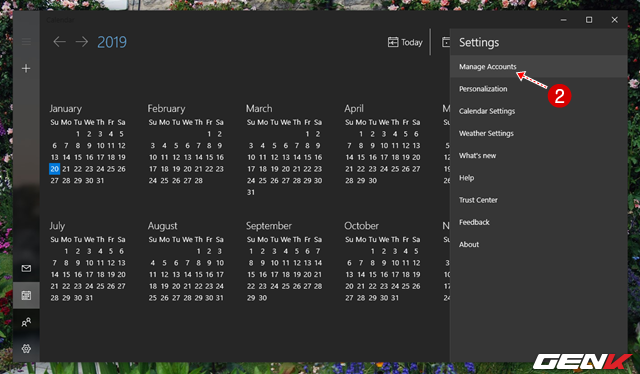 Calendar
2019
Today
January
Su Mo Tu We Th Fr Sa
1 2 3 4 5
6 7 8 9 10 11 12
13 14 15 16 17 18 19
20 21 22 23 24 25 26
27 28 29 30 31
February
Su Mo Tu We Th Fr Sa
1 2
3 4 5 6 7 8 9
10 11 12 13 14 15 16
17 18 19 20 21 22 23
24 25 26 27 28
March
Su Mo Tu We Th Fr Sa
1 2
3 4 5 6 7 8 9
10 11 12 13 14 15 16
17 18 19 20 21 22 23
24 25 26 27 28 29 30
31
April
Su Mo Tu We Th Fr Sa
1 2 3 4 5 6
7 8 9 10 11 12 13
14 15 16 17 18 19 20
21 22 23 24 25 26 27
28 29 30
July
Su Mo Tu We Th Fr Sa
1 2 3 4 5 6
7 8 9 10 11 12 13
14 15 16 17 18 19 20
21 22 23 24 25 26 27
28 29 30 31
August
Su Mo Tu We Th Fr Sa
1 2 3
4 5 6 7 8 9 10
11 12 13 14 15 16 17
18 19 20 21 22 23 24
25 26 27 28 29 30 31
September
Su Mo Tu We Th Fr Sa
1 2 3 4 5 6 7
8 9 10 11 12 13 14
15 16 17 18 19 20 21
22 23 24 25 26 27 28
29 30
October
Su Mo Tu We Th Fr Sa
1 2 3 4 5
6 7 8 9 10 11 12
13 14 15 16 17 18 19
20 21 22 23 24 25 26
27 28 29 30 31
Settings
Manage Accounts
2
Personalization
Calendar Settings
Weather Settings
What's new
Help
Trust Center
Feedback
About
GENK